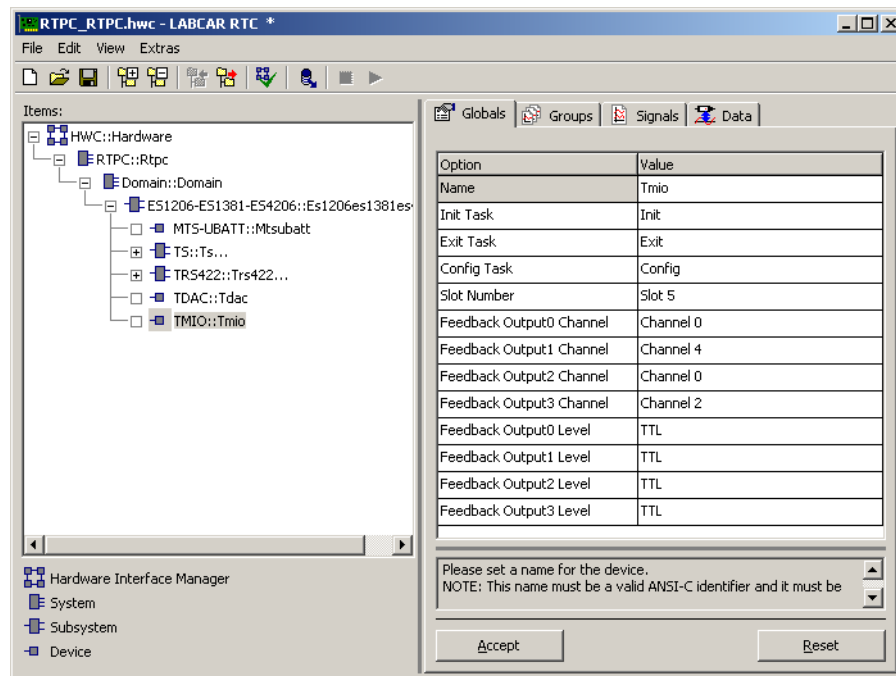 RTPC_RTPC.hwc - LABCAR RTC *
File Edit View Extras
Items:
HWC::Hardware
RTPC::Rtpc
Domain::Domain
ES1206-ES1381-ES4206::Es1206es1381es
MTS-UBATT::Mtsubatt
TS::Ts...
TRS422::Trs422...
TDAC::Tdac
TMIO::Tmio
Hardware Interface Manager
System
Subsystem
Device
Globals Groups Signals Data
Option Value
Name Tmio
Init Task Init
Exit Task Exit
Config Task Config
Slot Number Slot 5
Feedback Output0 Channel Channel 0
Feedback Output1 Channel Channel 4
Feedback Output2 Channel Channel 0
Feedback Output3 Channel Channel 2
Feedback Output0 Level TTL
Feedback Output1 Level TTL
Feedback Output2 Level TTL
Feedback Output3 Level TTL
Please set a name for the device.
NOTE: This name must be a valid ANSI-C identifier and it must be
Accept Reset